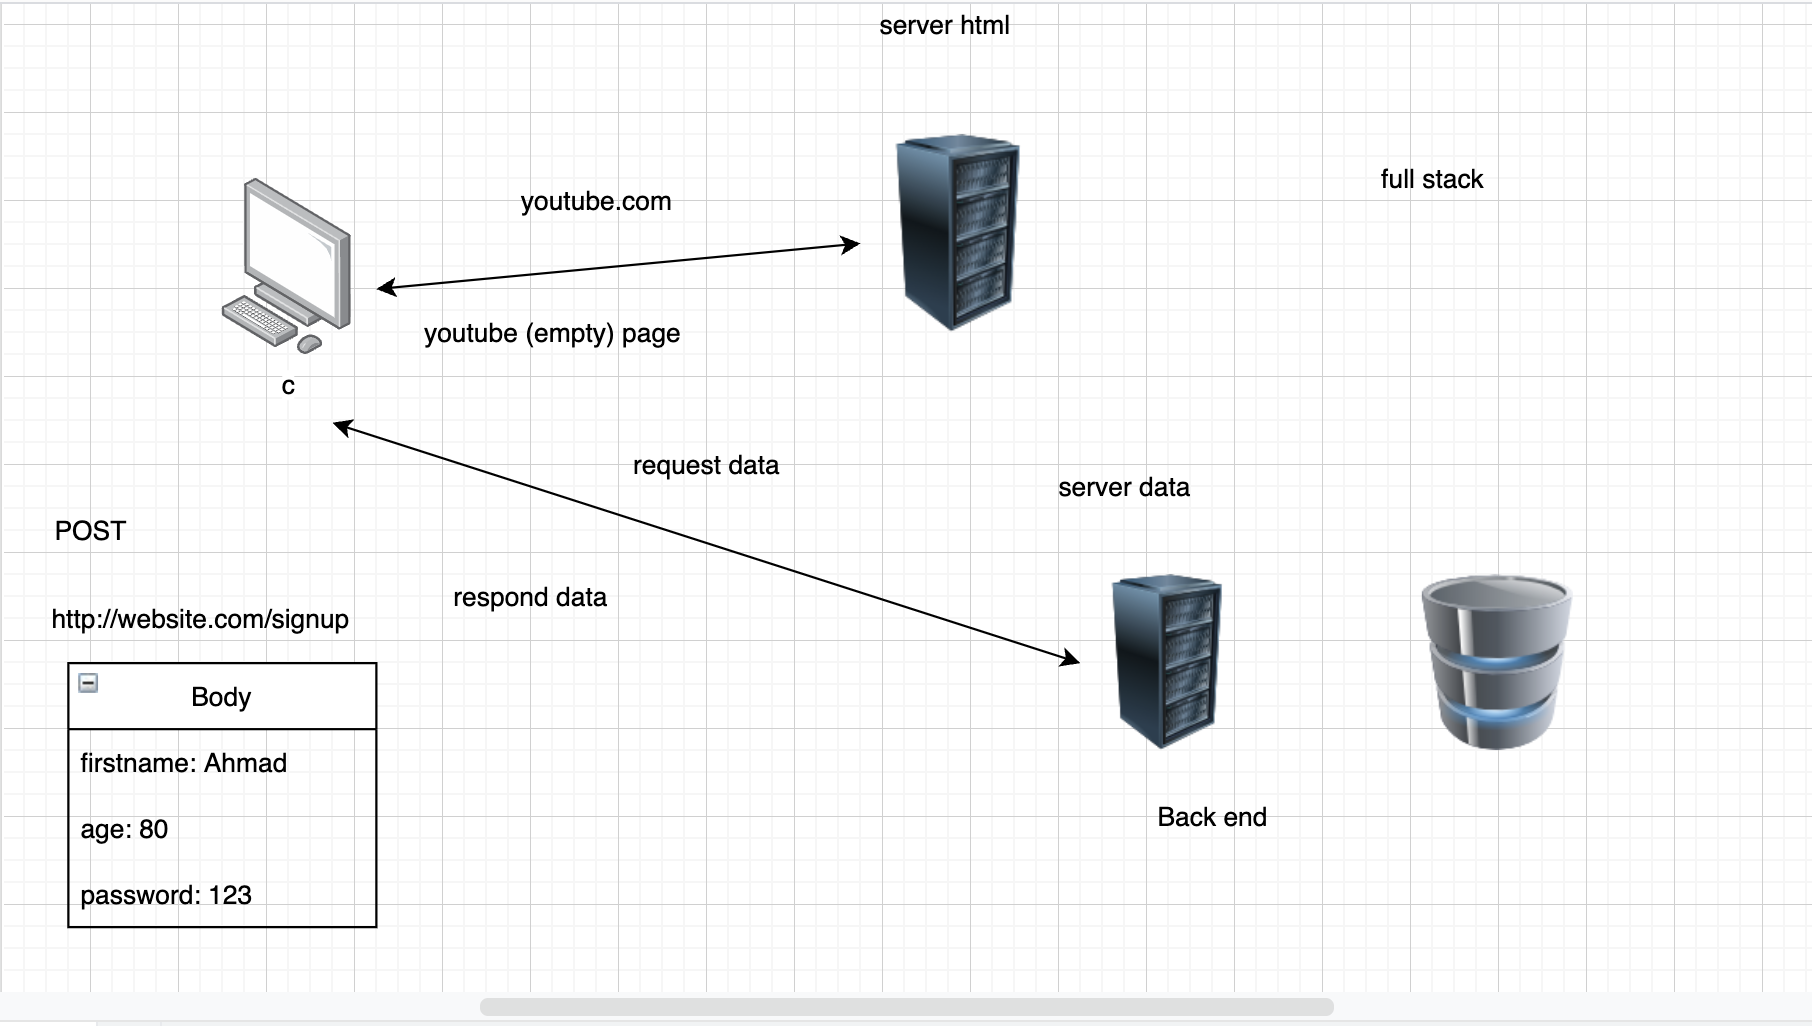 server html
full stack
youtube.com
youtube (empty) page
c
request data
server data
POST
respond data
http://website.com/signup
Body
firstname: Ahmad
age: 80
password: 123
Back end